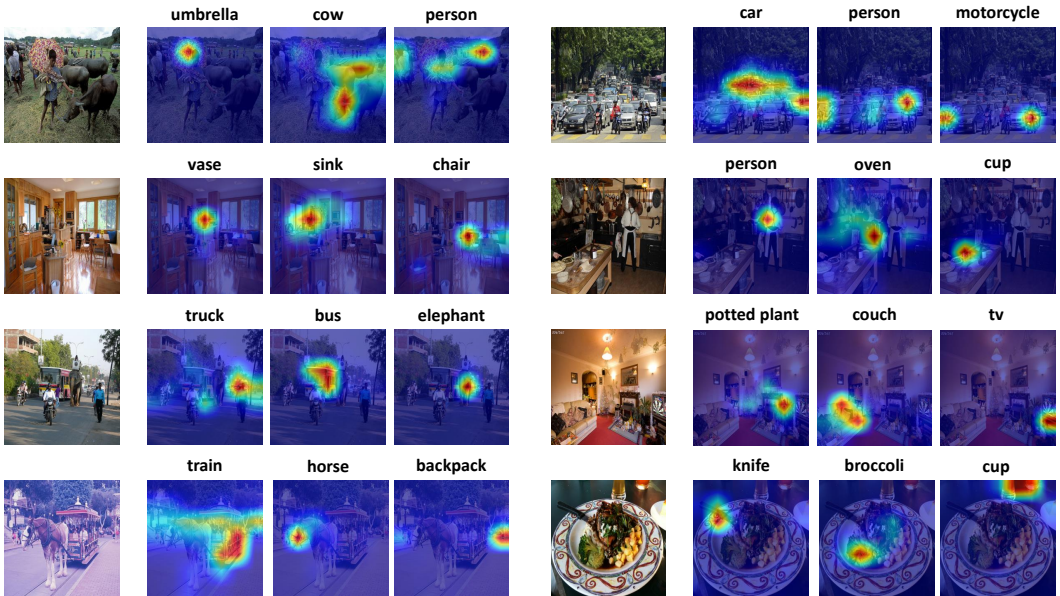 umbrella cow person
car person motorcycle
vase sink chair
person oven cup
truck bus elephant
potted plant couch tv
train horse backpack
knife broccoli cup